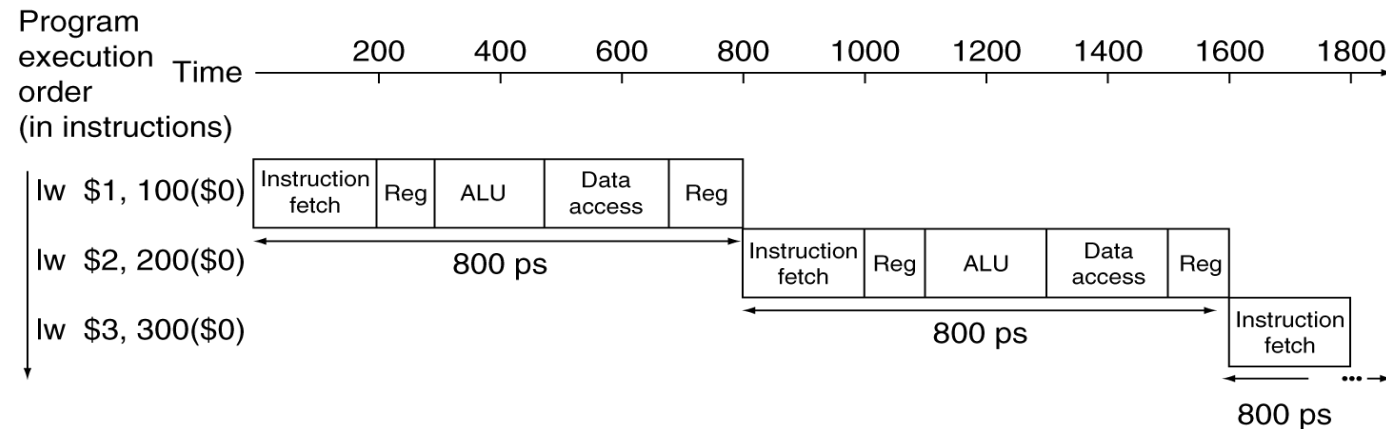 Program
execution
order
(in instructions)
Time
200 400 600 800 1000 1200 1400 1600 1800
lw $1, 100($0)
Instruction
fetch
Reg
ALU
Data
access
Reg
800 ps
lw $2, 200($0)
Instruction
fetch
Reg
ALU
Data
access
Reg
800 ps
lw $3, 300($0)
Instruction
fetch
...
800 ps